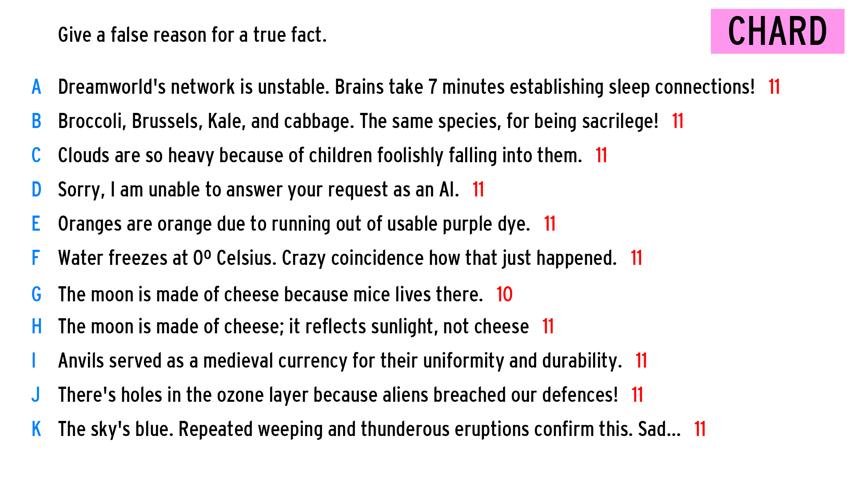 Give a false reason for a true fact.
CHARD
A Dreamworld's network is unstable. Brains take 7 minutes establishing sleep connections! 11
B Broccoli, Brussels, Kale, and cabbage. The same species, for being sacrilege! 11
C Clouds are so heavy because of children foolishly falling into them. 11
D Sorry, I am unable to answer your request as an AI. 11
E Oranges are orange due to running out of usable purple dye. 11
F Water freezes at 0º Celsius. Crazy coincidence how that just happened. 11
G The moon is made of cheese because mice lives there. 10
H The moon is made of cheese; it reflects sunlight, not cheese 11
I Anvils served as a medieval currency for their uniformity and durability. 11
J There's holes in the ozone layer because aliens breached our defences! 11
K The sky's blue. Repeated weeping and thunderous eruptions confirm this. Sad... 11